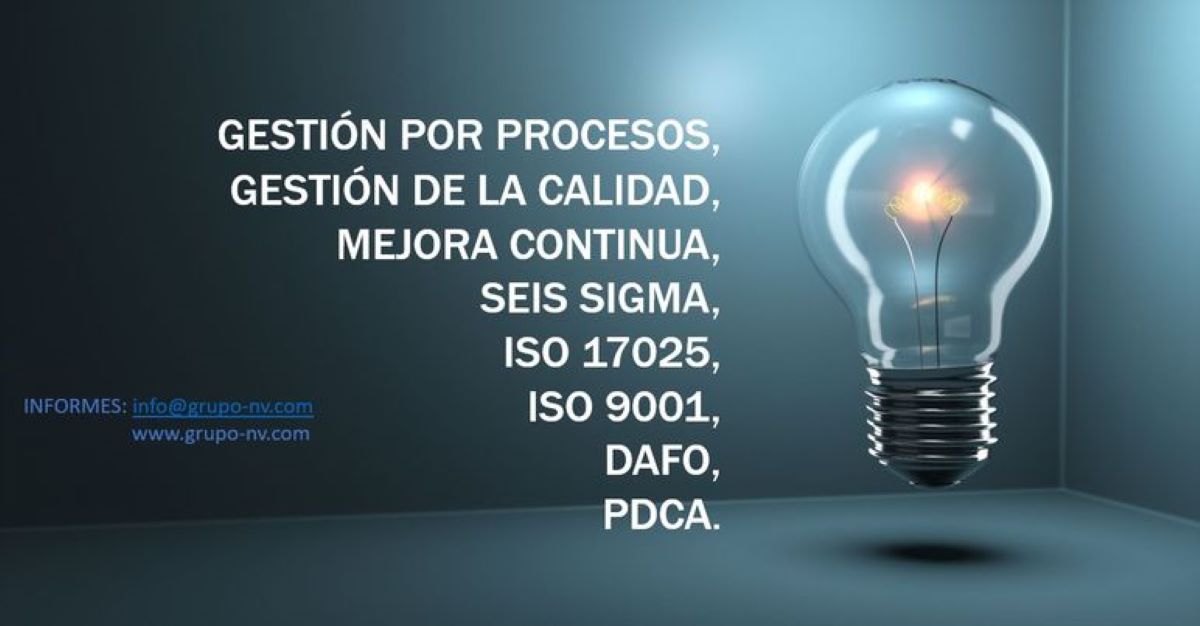 GESTIÓN POR PROCESOS,
GESTIÓN DE LA CALIDAD,
MEJORA CONTINUA,
SEIS SIGMA,
ISO 17025,
ISO 9001,
DAFO,
PDCA.
INFORMES: info@grupo-nv.com
www.grupo-nv.com